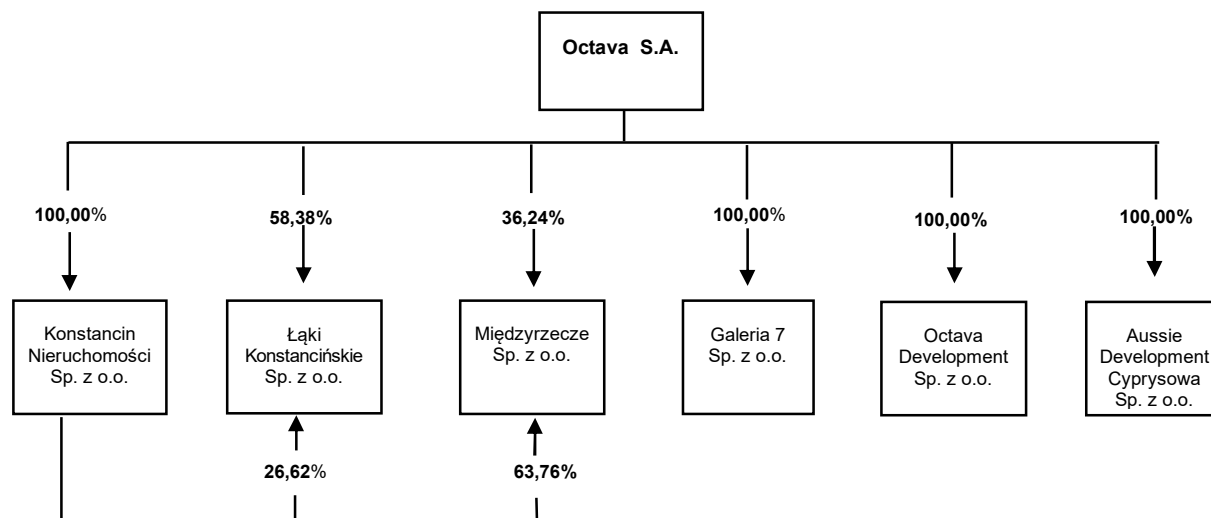 Octava S.A.
100,00%
58,38%
36,24%
100,00%
100,00%
100,00%
Konstancin
Nieruchomości
Sp. z o.o.
Łąki
Konstancińskie
Sp. z o.o.
Międzyrzecze
Sp. z o.o.
Galeria 7
Sp. z o.o.
Octava
Development
Sp. z o.o.
Aussie
Development
Cyprysowa
Sp. z o.o.
26,62%
63,76%